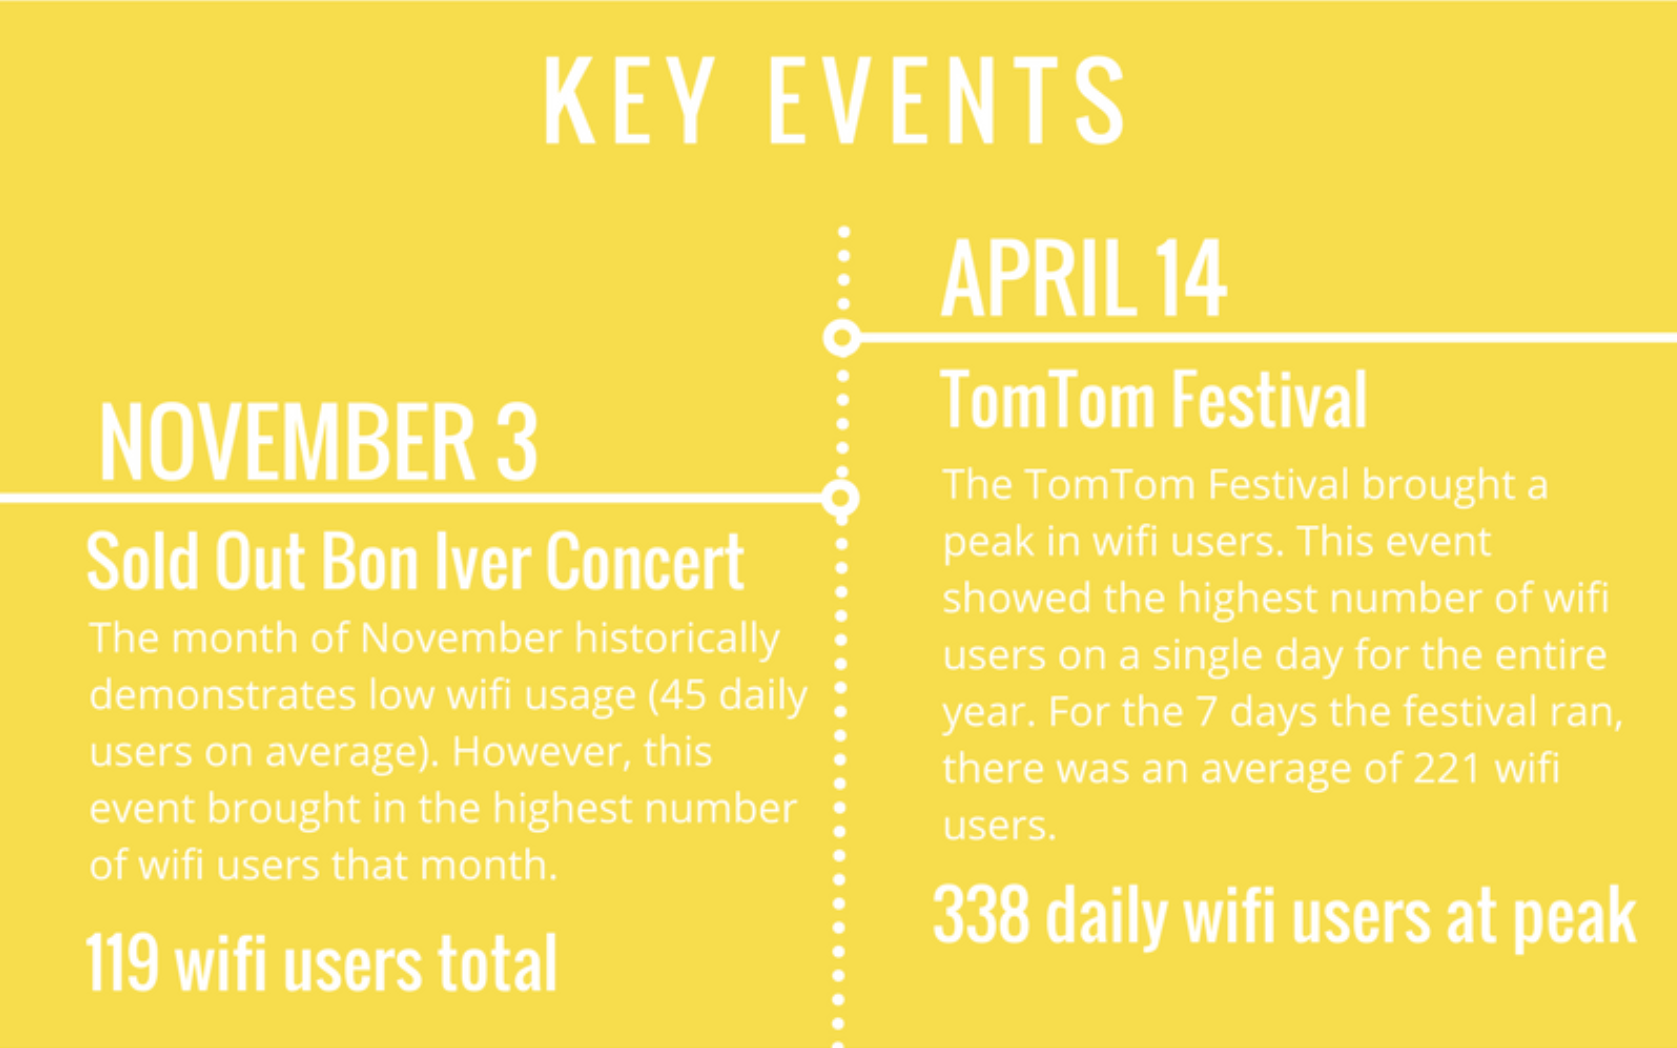 KEY EVENTS
APRIL 14
TomTom Festival
The TomTom Festival brought a
peak in wifi users. This event
showed the highest number of wifi
users on a single day for the entire
year. For the 7 days the festival ran,
there was an average of 221 wifi
users.
338 daily wifi users at peak
NOVEMBER 3
Sold Out Bon Iver Concert
The month of November historically
demonstrates low wifi usage (45 daily
users on average). However, this
event brought in the highest number
of wifi users that month.
119 wifi users total